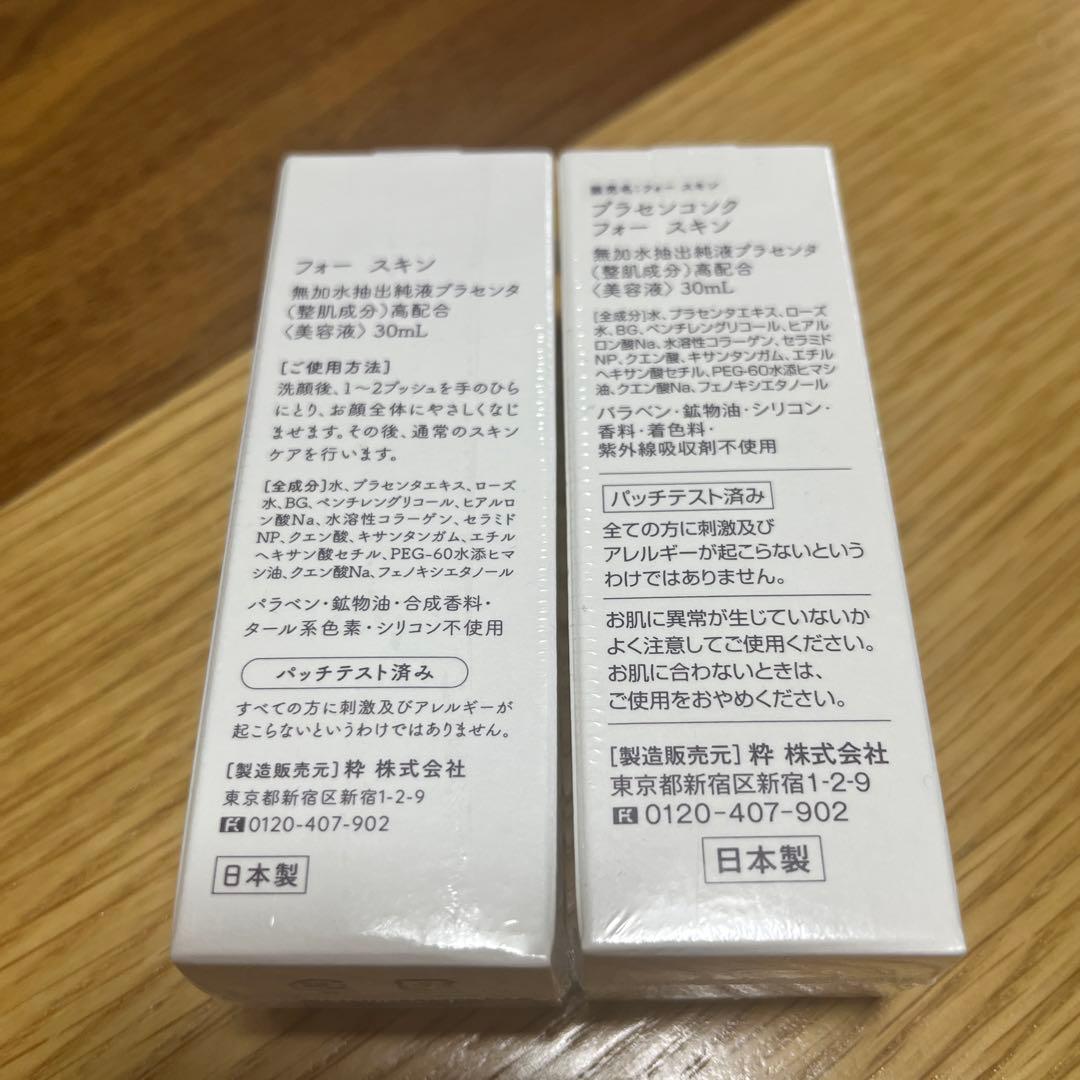 フォー スキン
無加水抽出純液プラセンタ
(整肌成分)高配合
〈美容液〉30mL
[ご使用方法]
洗顔後、1〜2プッシュを手のひら
にとり、お顔全体にやさしくなじ
ませます。その後、通常のスキン
ケアを行います。
[全成分]水、プラセンタエキス、ローズ
水、BG、ペンチレングリコール、ヒアルロ
ン酸Na、水溶性コラーゲン、セラミド
NP、クエン酸、キサンタンガム、エチル
ヘキサン酸セチル、PEG-60水添ヒマ
シ油、クエン酸Na、フェノキシエタノール
パラベン・鉱物油・合成香料・
タール系色素・シリコン不使用
パッチテスト済み
すべての方に刺激及びアレルギーが
起こらないというわけではありません。
[製造販売元]粋 株式会社
東京都新宿区新宿1-2-9
0120-407-902
日本製
販売名:フォー スキン
プラセンコンク
フォー スキン
無加水抽出純液プラセンタ
(整肌成分)高配合
〈美容液〉30mL
[全成分]水、プラセンタエキス、ローズ
水、BG、ペンチレングリコール、ヒアル
ロン酸Na、水溶性コラーゲン、セラミド
NP、クエン酸、キサンタンガム、エチル
ヘキサン酸セチル、PEG-60水添ヒマシ
油、クエン酸Na、フェノキシエタノール
パラベン・鉱物油・シリコン・
香料・着色料・
紫外線吸収剤不使用
パッチテスト済み
全ての方に刺激及び
アレルギーが起こらないという
わけではありません。
お肌に異常が生じていないか
よく注意してご使用ください。
お肌に合わないときは、
ご使用をおやめください。
[製造販売元]粋 株式会社
東京都新宿区新宿1-2-9
0120-407-902
日本製